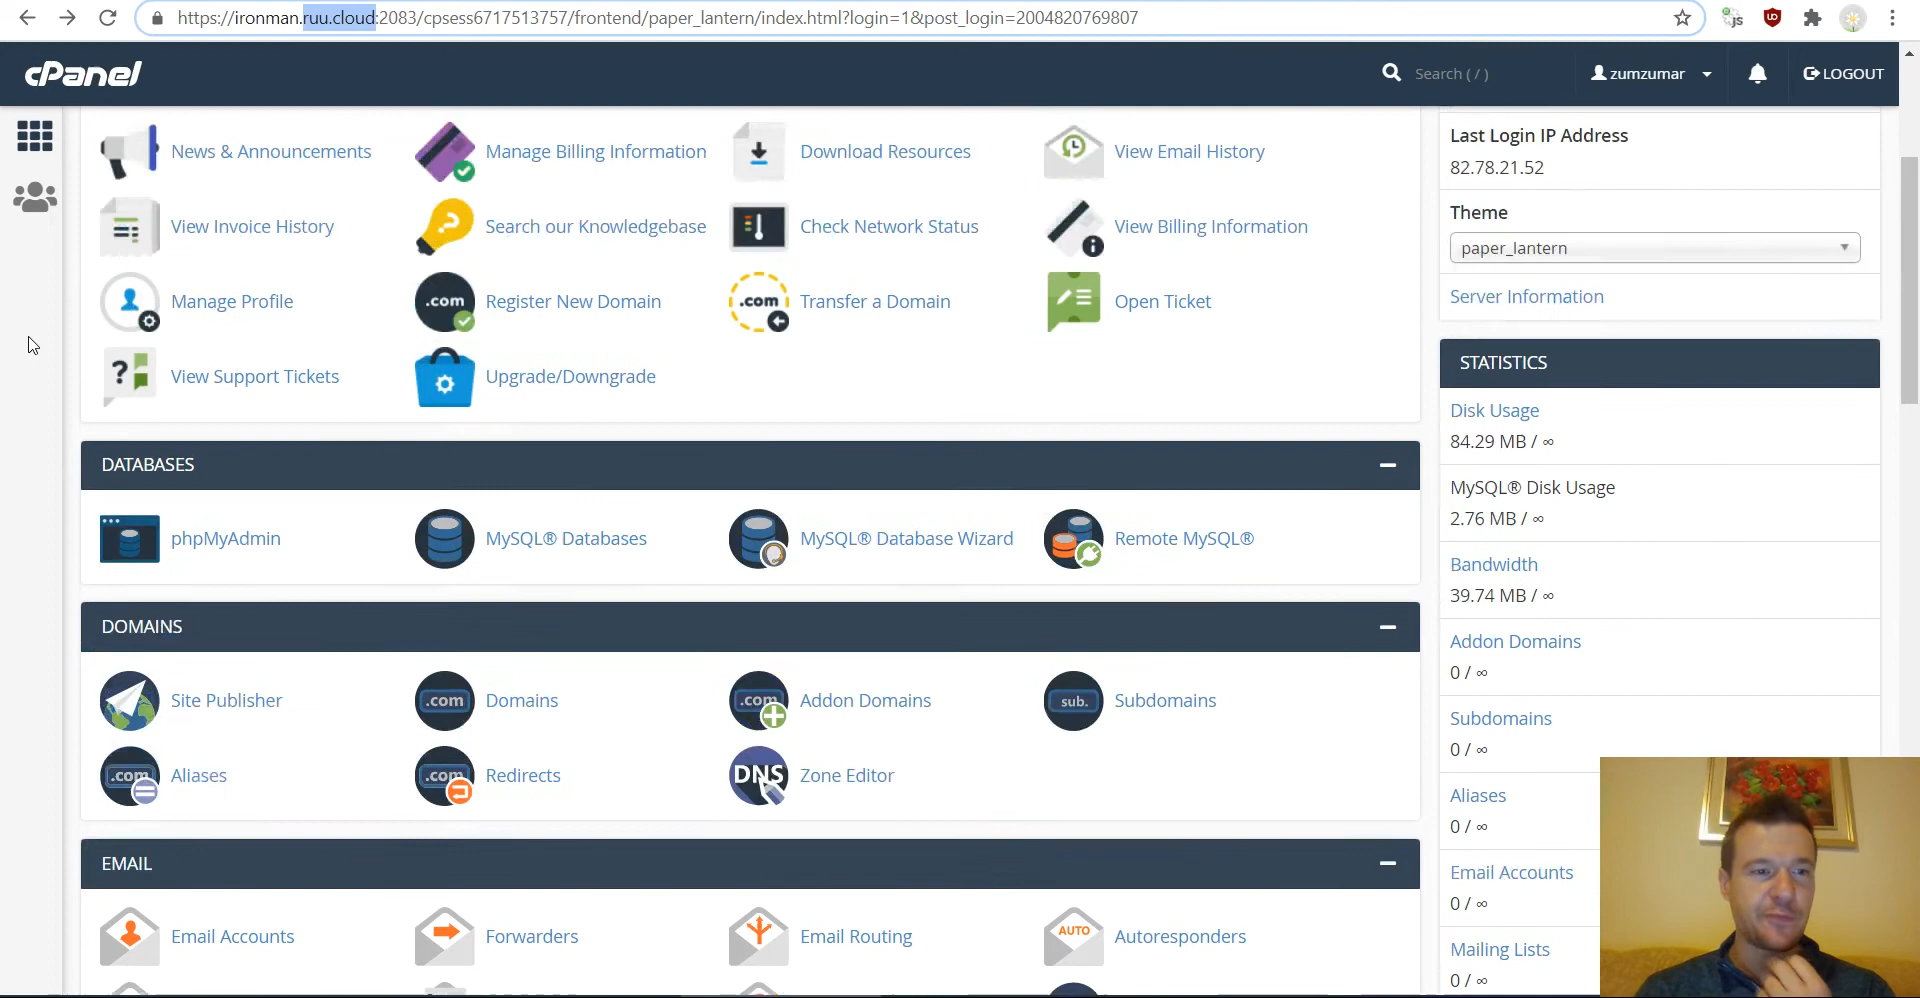 https://ironman.ruu.cloud:2083/cpsess6717513757/frontend/paper_lantern/index.html?login=1&post_login=2004820769807
JS
cPanel
Search ( / )
zumzumar
LOGOUT
News & Announcements
Manage Billing Information
Download Resources
View Email History
View Invoice History
Search our Knowledgebase
Check Network Status
View Billing Information
Manage Profile
.com
Register New Domain
.com
Transfer a Domain
Open Ticket
?
View Support Tickets
Upgrade/Downgrade
DATABASES
phpMyAdmin
MySQL® Databases
MySQL® Database Wizard
Remote MySQL®
DOMAINS
Site Publisher
.com
Domains
.com
Addon Domains
sub.
Subdomains
.com
Aliases
.com
Redirects
DNS
Zone Editor
EMAIL
Email Accounts
Forwarders
Email Routing
AUTO
Autoresponders
Last Login IP Address
82.78.21.52
Theme
paper_lantern
Server Information
STATISTICS
Disk Usage
84.29 MB / ∞
MySQL® Disk Usage
2.76 MB / ∞
Bandwidth
39.74 MB / ∞
Addon Domains
0 / ∞
Subdomains
0 / ∞
Aliases
0 / ∞
Email Accounts
0 / ∞
Mailing Lists
0 / ∞